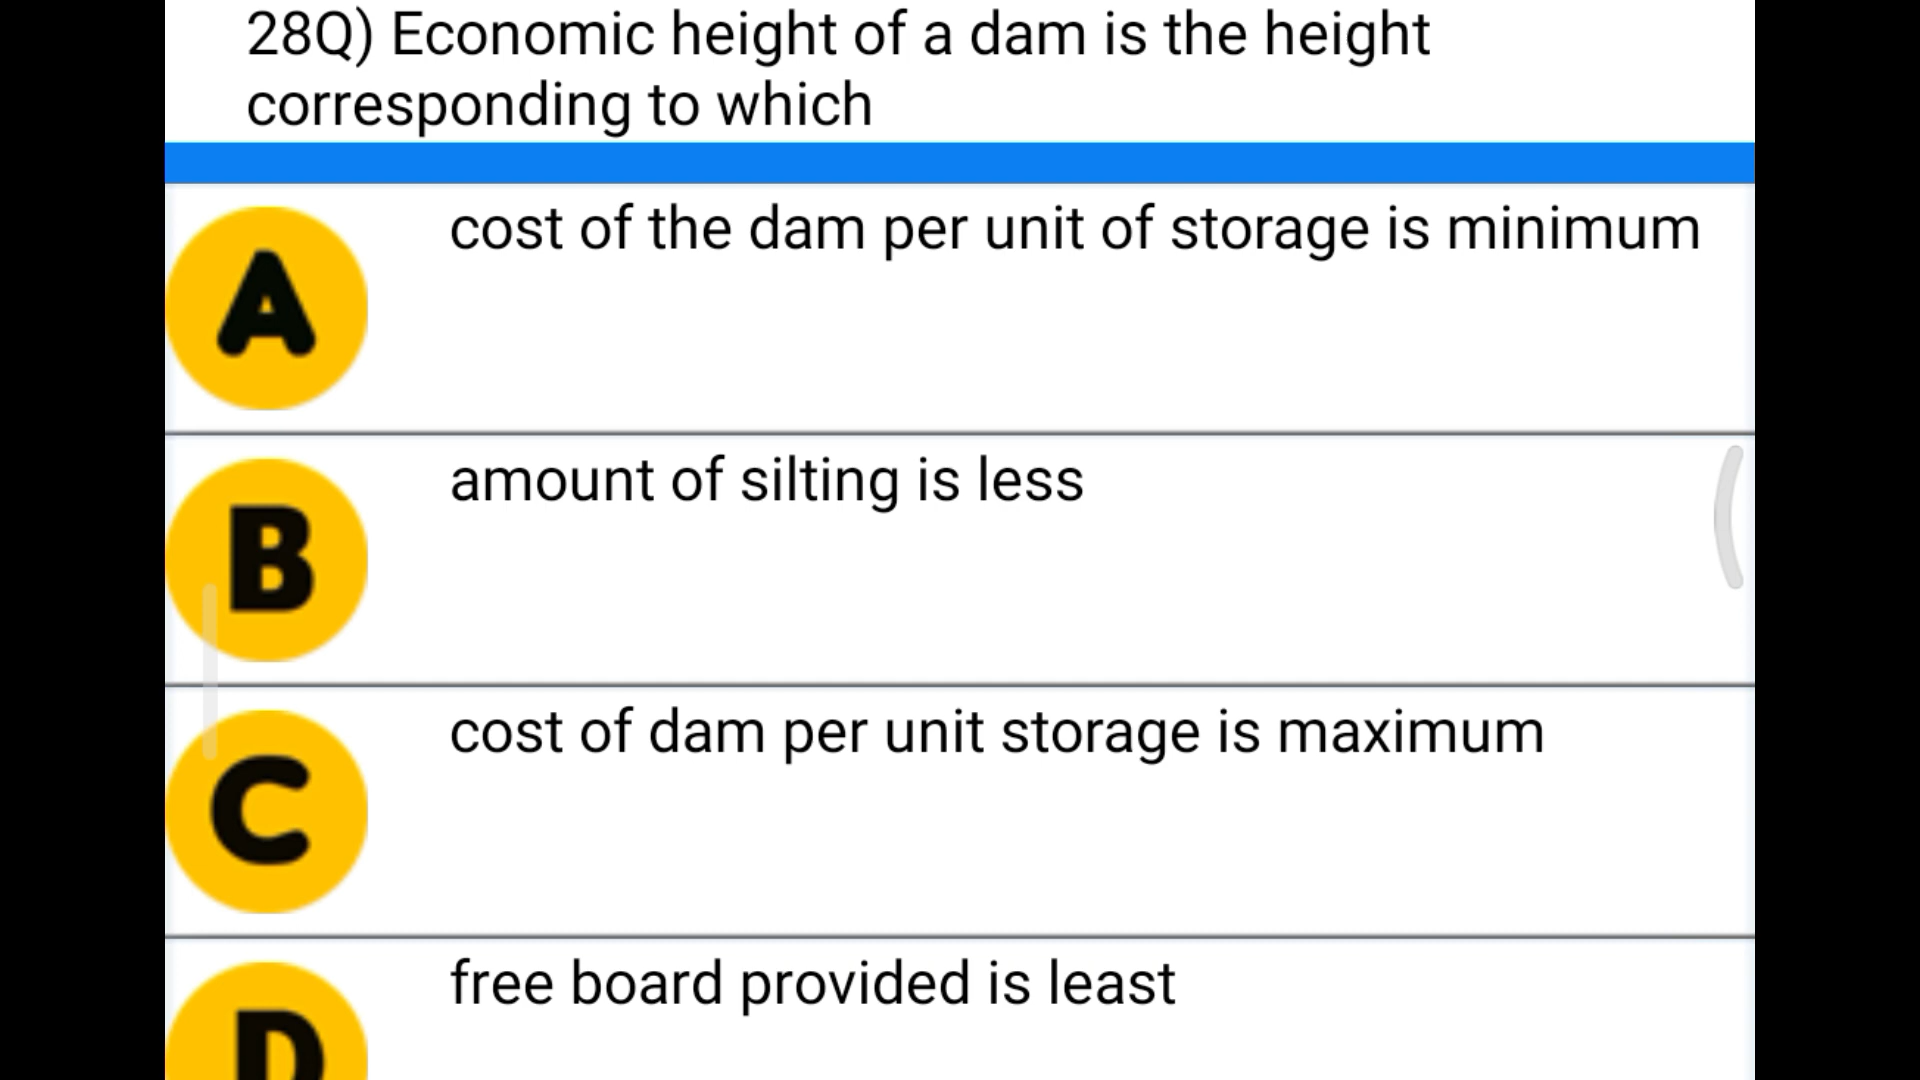 28Q) Economic height of a dam is the height
corresponding to which
A
cost of the dam per unit of storage is minimum
B
amount of silting is less
C
cost of dam per unit storage is maximum
D
free board provided is least